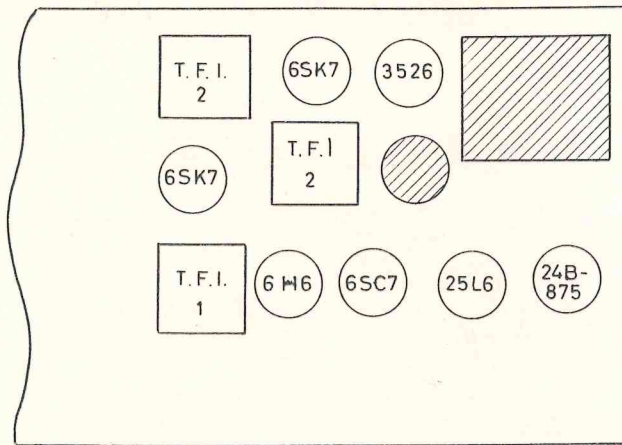 T. F. I.
2
6SK7
3526
6SK7
T. F. I
2
T. F. I.
1
6H6
6SC7
25L6
24B-
875